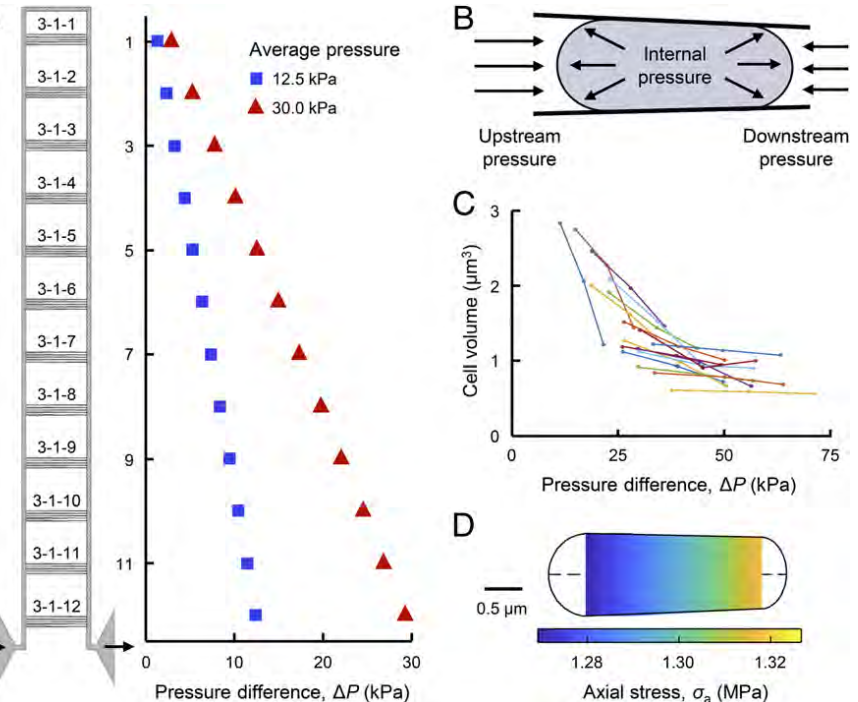 3-1-1
3-1-2
3-1-3
3-1-4
3-1-5
3-1-6
3-1-7
3-1-8
3-1-9
3-1-10
3-1-11
3-1-12
1
3
5
7
9
11
Average pressure
12.5 kPa
30.0 kPa
0 10 20 30
Pressure difference, ΔP (kPa)
B
Internal
pressure
Upstream
pressure
Downstream
pressure
C
Cell volume (μm³)
3
2
1
0
0 25 50 75
Pressure difference, ΔP (kPa)
D
0.5 μm
1.28 1.30 1.32
Axial stress, σₐ (MPa)